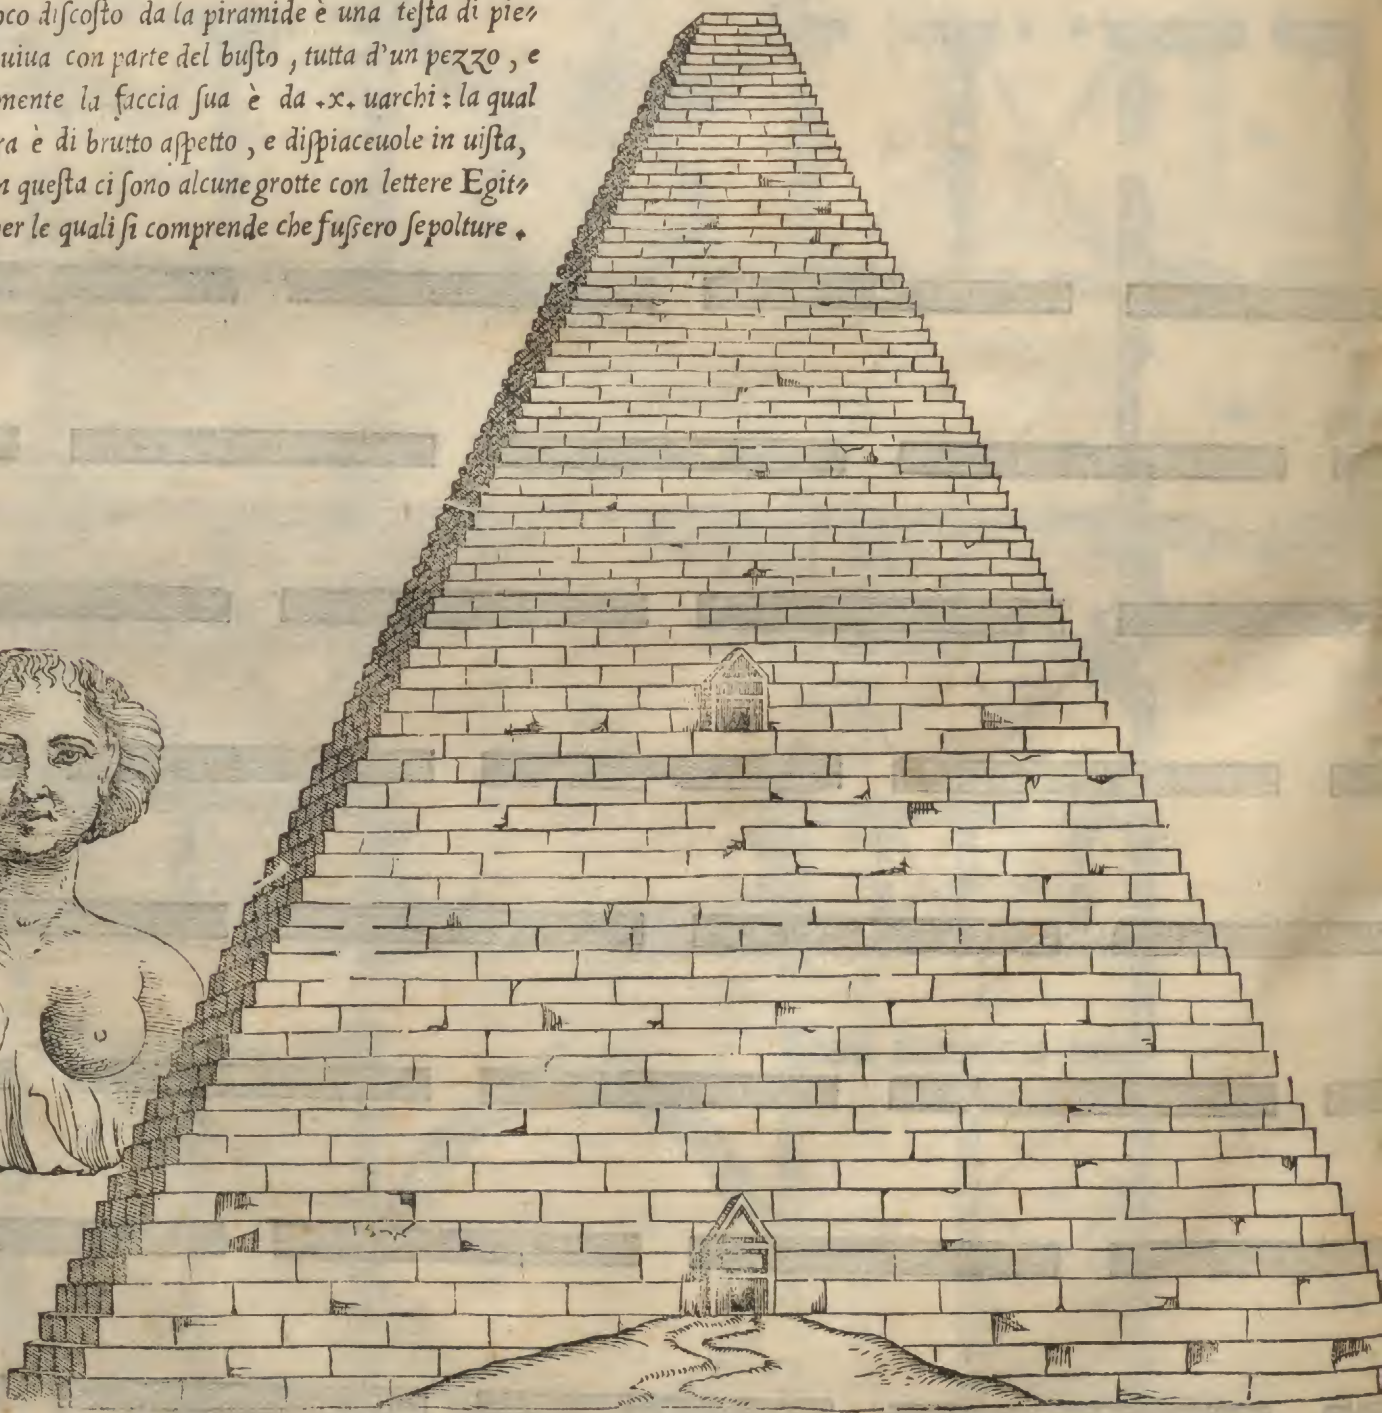 oco diſcoſto da la piramide è una teſta di pie⸗
uiua con parte del buſto, tutta d'un pezzo, e
mente la faccia ſua è da .x. uarchi: la qual
ra è di brutto aſpetto, e diſpiaceuole in uiſta,
n queſta ci ſono alcune grotte con lettere Egit⸗
per le quali ſi comprende che fuſſero ſepolture.